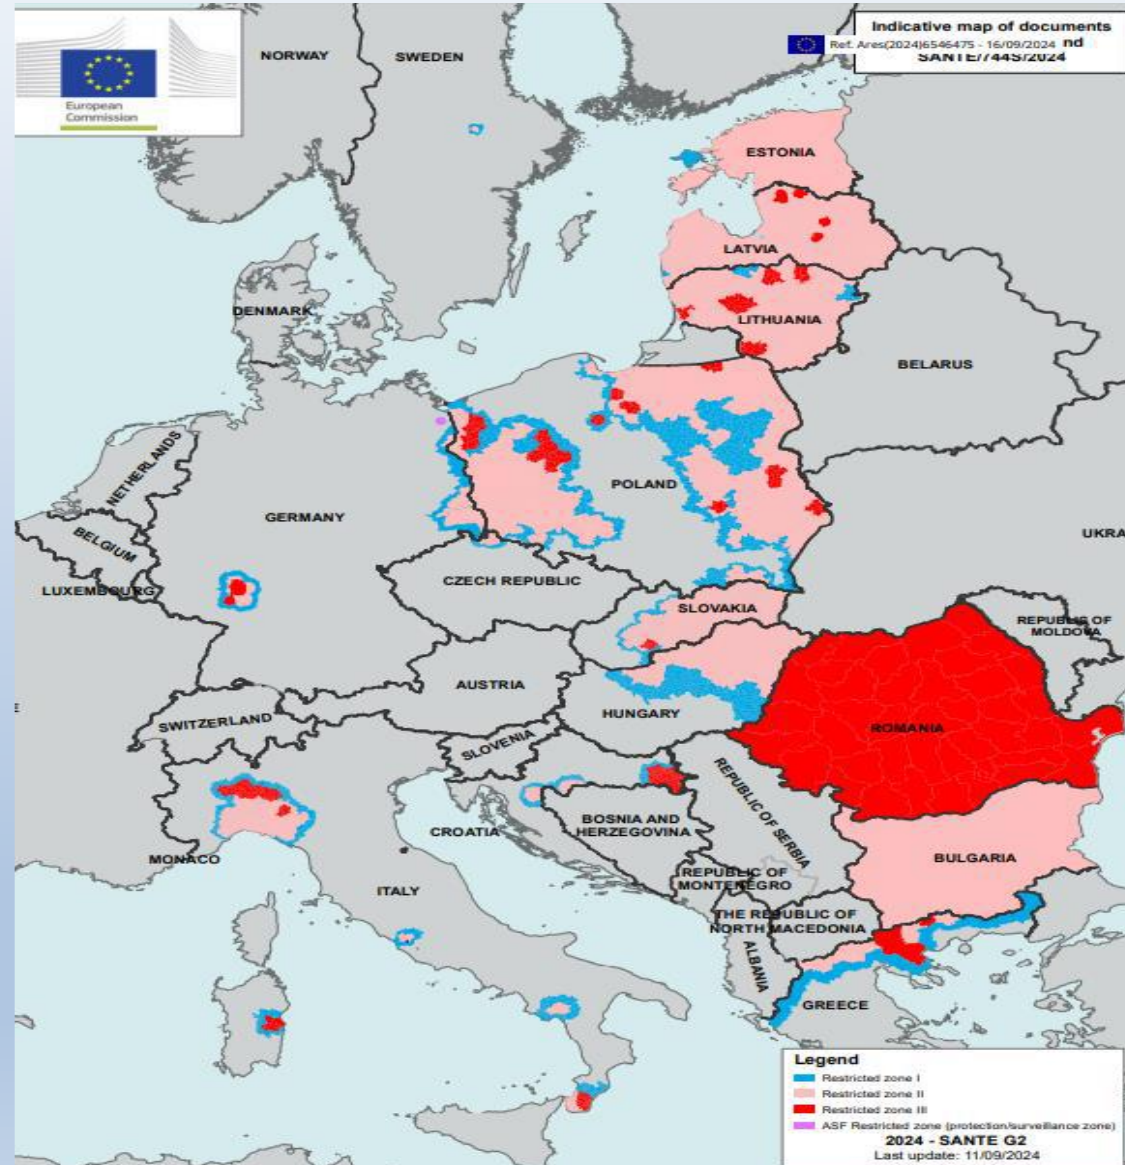 European
Commission
Indicative map of documents
Ref. Ares(2024)6546475 - 16/09/2024 nd
SANTE/7445/2024
NORWAY
SWEDEN
ESTONIA
LATVIA
DENMARK
LITHUANIA
BELARUS
NETHERLANDS
POLAND
GERMANY
BELGIUM
UKRA
LUXEMBOURG
CZECH REPUBLIC
SLOVAKIA
REPUBLIC OF
MOLDOVA
AUSTRIA
E
SWITZERLAND
HUNGARY
ROMANIA
SLOVENIA
REPUBLIC OF SERBIA
BOSNIA AND
HERZEGOVINA
CROATIA
MONACO
BULGARIA
ITALY
REPUBLIC OF
MONTENEGRO
THE REPUBLIC OF
NORTH MACEDONIA
ALBANIA
GREECE
Legend
Restricted zone I
Restricted zone II
Restricted zone III
ASF Restricted zone (protection/surveillance zone)
2024 - SANTE G2
Last update: 11/09/2024